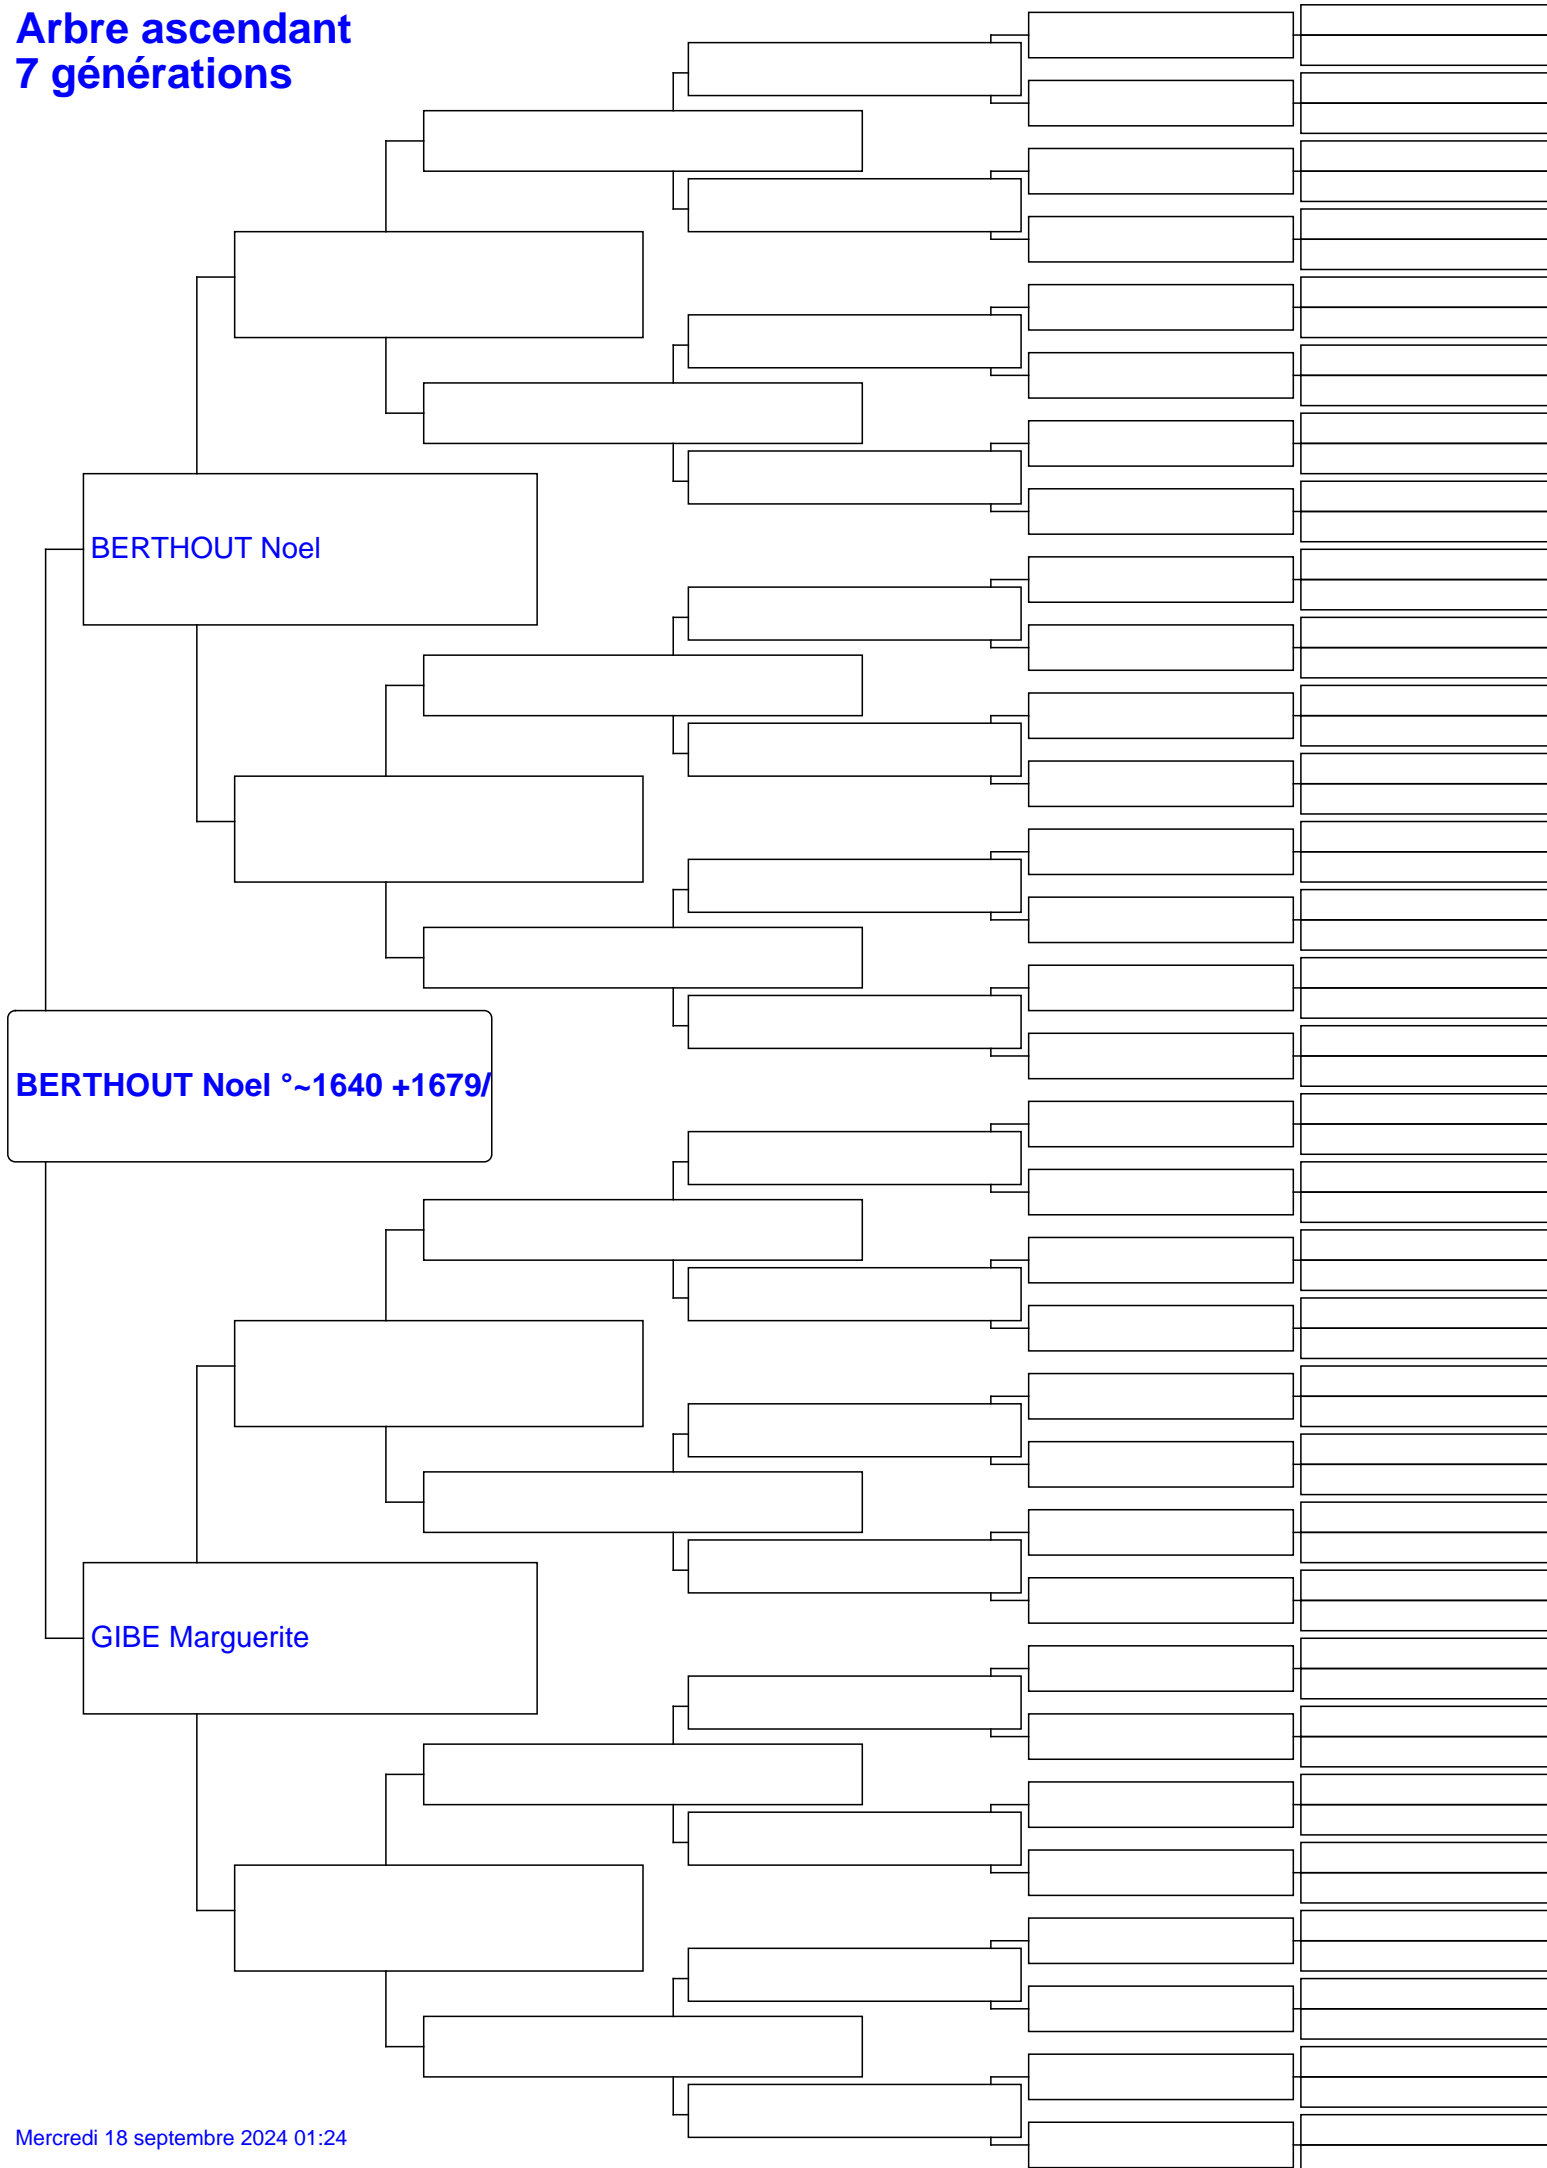 Arbre ascendant
7 générations
BERTHOUT Noel
BERTHOUT Noel °~1640 +1679/
GIBE Marguerite
Mercredi 18 septembre 2024 01:24